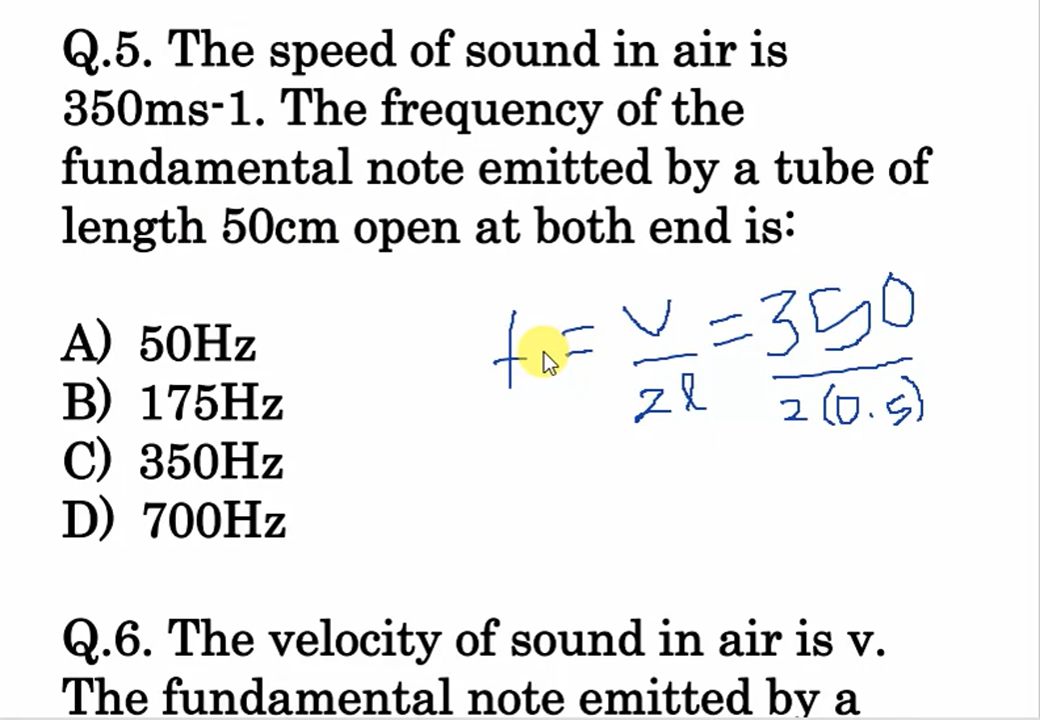 Q.5. The speed of sound in air is
350ms-1. The frequency of the
fundamental note emitted by a tube of
length 50cm open at both end is:
A) 50Hz
B) 175Hz
C) 350Hz
D) 700Hz
f = v/2l = 350/2(0.5)
Q.6. The velocity of sound in air is v.
The fundamental note emitted by a